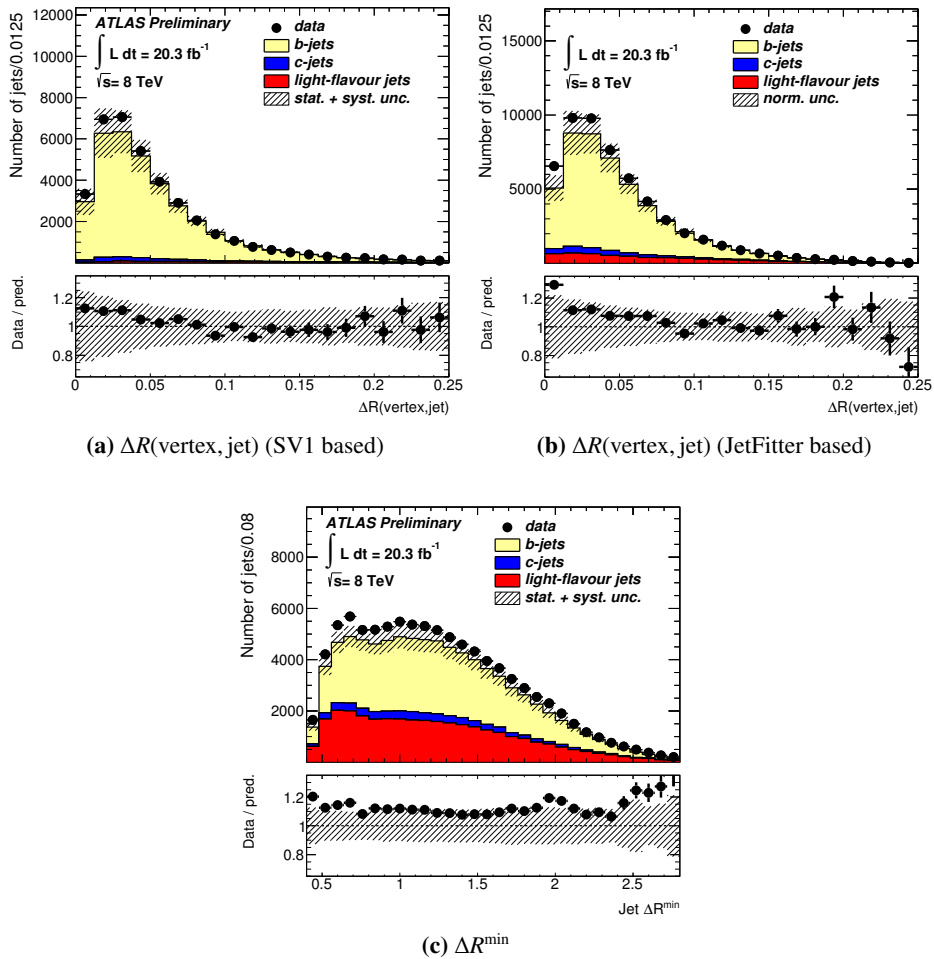 ATLAS Preliminary
∫ L dt = 20.3 fb⁻¹
√s= 8 TeV
data
b-jets
c-jets
light-flavour jets
stat. + syst. unc.
Number of jets/0.0125
12000
10000
8000
6000
4000
2000
Data / pred.
1.2
1
0.8
0 0.05 0.1 0.15 0.2 0.25
ΔR(vertex,jet)
(a) ΔR(vertex, jet) (SV1 based)
∫ L dt = 20.3 fb⁻¹
√s= 8 TeV
data
b-jets
c-jets
light-flavour jets
norm. unc.
Number of jets/0.0125
15000
10000
5000
Data / pred.
1.2
1
0.8
0 0.05 0.1 0.15 0.2 0.25
ΔR(vertex,jet)
(b) ΔR(vertex, jet) (JetFitter based)
ATLAS Preliminary
∫ L dt = 20.3 fb⁻¹
√s= 8 TeV
data
b-jets
c-jets
light-flavour jets
stat. + syst. unc.
Number of jets/0.08
8000
6000
4000
2000
Data / pred.
1.2
1
0.8
0.5 1 1.5 2 2.5
Jet ΔR^min
(c) ΔR^min